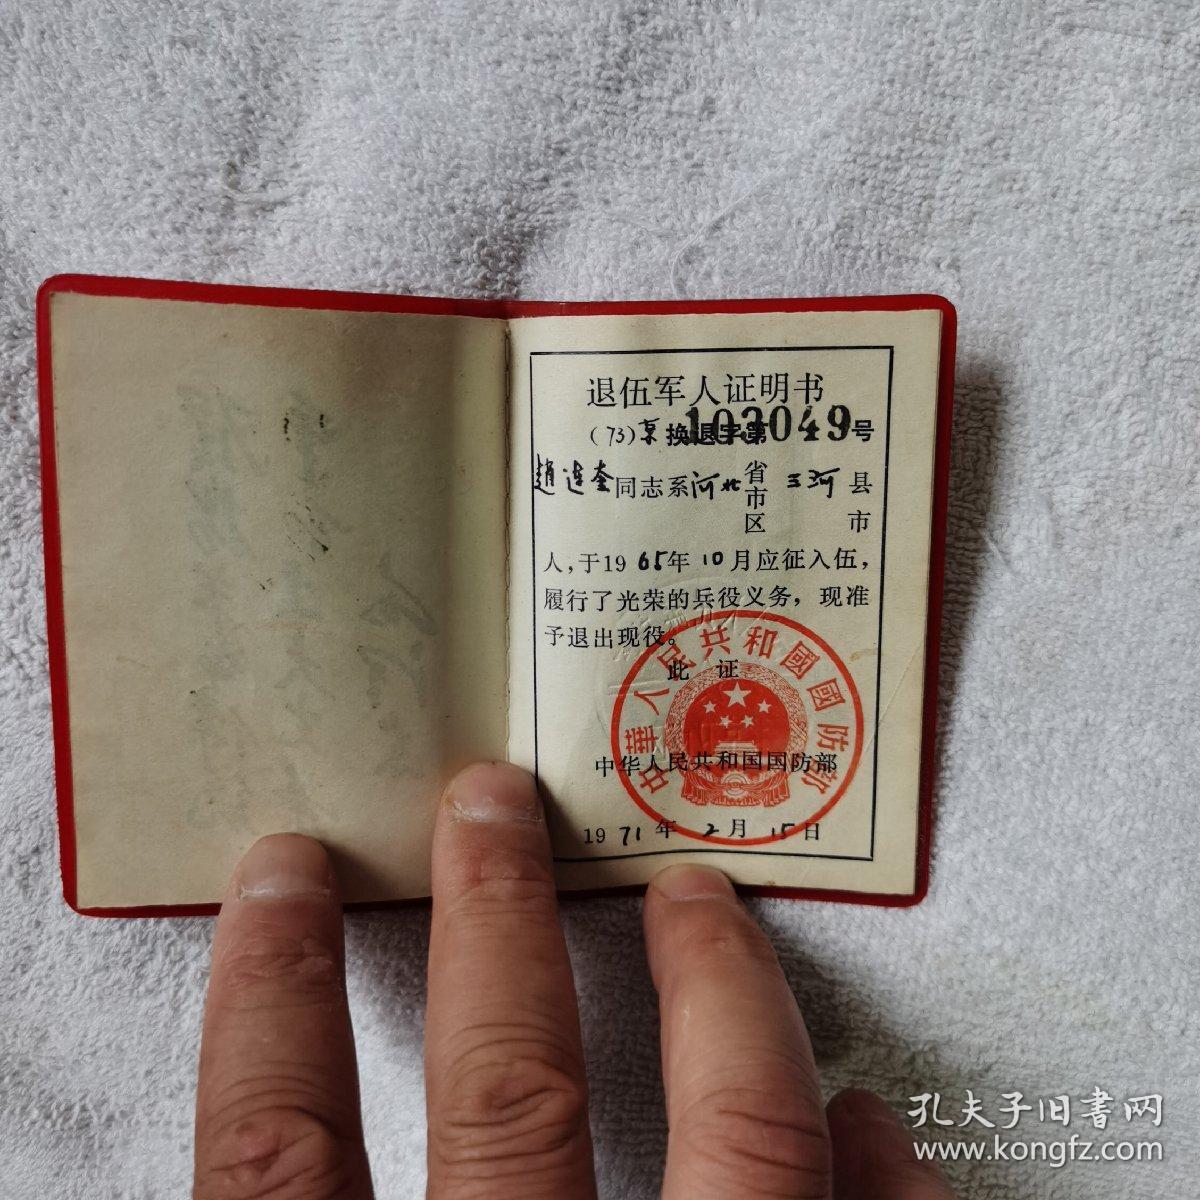 退伍军人证明书
(73)京换退字第103049号
赵连奎同志系河北省市区三河县市
人，于1965年10月应征入伍，
履行了光荣的兵役义务，现准
予退出现役。
此证
中华人民共和国国防部
中華人民共和國國防部
1971年2月15日
孔夫子旧書网
www.kongfz.com